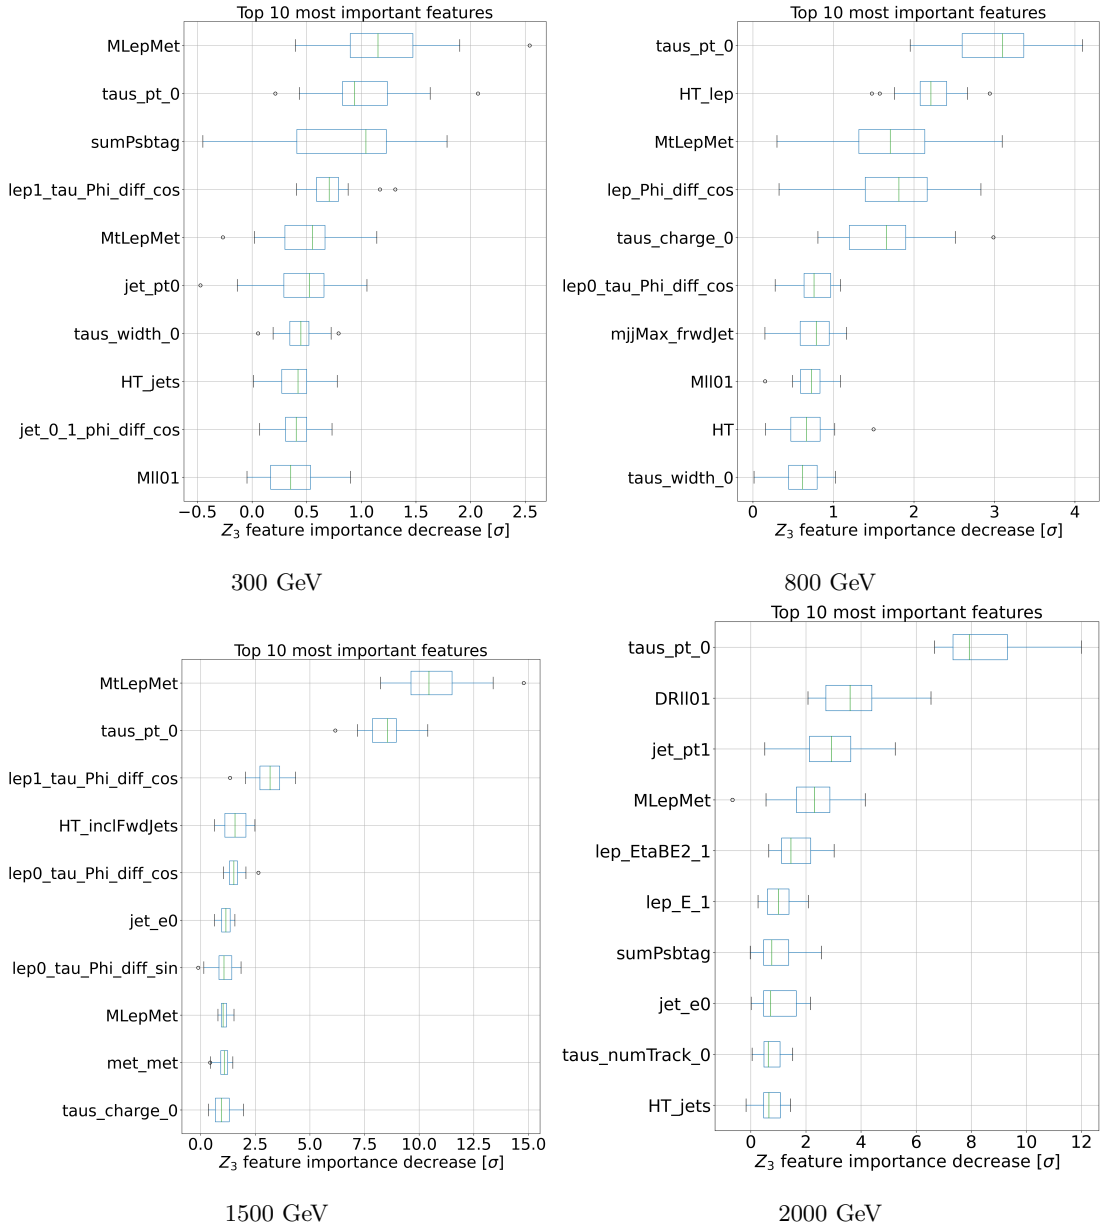 Top 10 most important features
MLepMet
taus_pt_0
sumPsbtag
lep1_tau_Phi_diff_cos
MtLepMet
jet_pt0
taus_width_0
HT_jets
jet_0_1_phi_diff_cos
Mll01
−0.5 0.0 0.5 1.0 1.5 2.0 2.5
Z3 feature importance decrease [σ]
300 GeV
Top 10 most important features
taus_pt_0
HT_lep
MtLepMet
lep_Phi_diff_cos
taus_charge_0
lep0_tau_Phi_diff_cos
mjjMax_frwdJet
Mll01
HT
taus_width_0
0 1 2 3 4
Z3 feature importance decrease [σ]
800 GeV
Top 10 most important features
MtLepMet
taus_pt_0
lep1_tau_Phi_diff_cos
HT_inclFwdJets
lep0_tau_Phi_diff_cos
jet_e0
lep0_tau_Phi_diff_sin
MLepMet
met_met
taus_charge_0
0.0 2.5 5.0 7.5 10.0 12.5 15.0
Z3 feature importance decrease [σ]
1500 GeV
Top 10 most important features
taus_pt_0
DRll01
jet_pt1
MLepMet
lep_EtaBE2_1
lep_E_1
sumPsbtag
jet_e0
taus_numTrack_0
HT_jets
0 2 4 6 8 10 12
Z3 feature importance decrease [σ]
2000 GeV